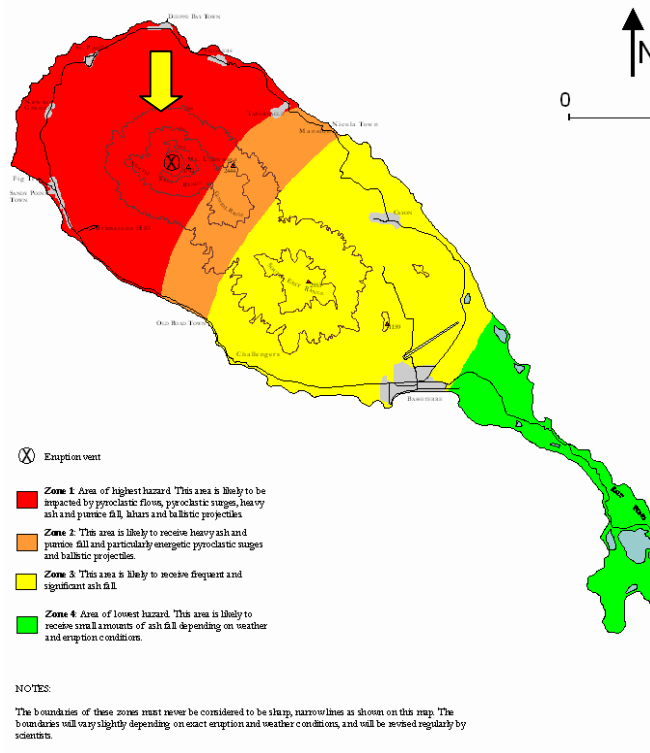 Dieppe Bay Town
N
0
Nicola Town
Mansion
Sandy Point
Town
Cayon
Old Road Town
Challengers
Basseterre
Eruption vent
Zone 1: Area of highest hazard. This area is likely to be
impacted by pyroclastic flows, pyroclastic surges, heavy
ash and pumice fall, lahars and ballistic projectiles.
Zone 2: This area is likely to receive heavy ash and
pumice fall and particularly energetic pyroclastic surges
and ballistic projectiles.
Zone 3: This area is likely to receive frequent and
significant ash fall.
Zone 4: Area of lowest hazard. This area is likely to
receive small amounts of ash fall depending on weather
and eruption conditions.
NOTES:
The boundaries of these zones must never be considered to be sharp, narrow lines as shown on this map. The
boundaries will vary slightly depending on exact eruption and weather conditions, and will be revised regularly by
scientists.